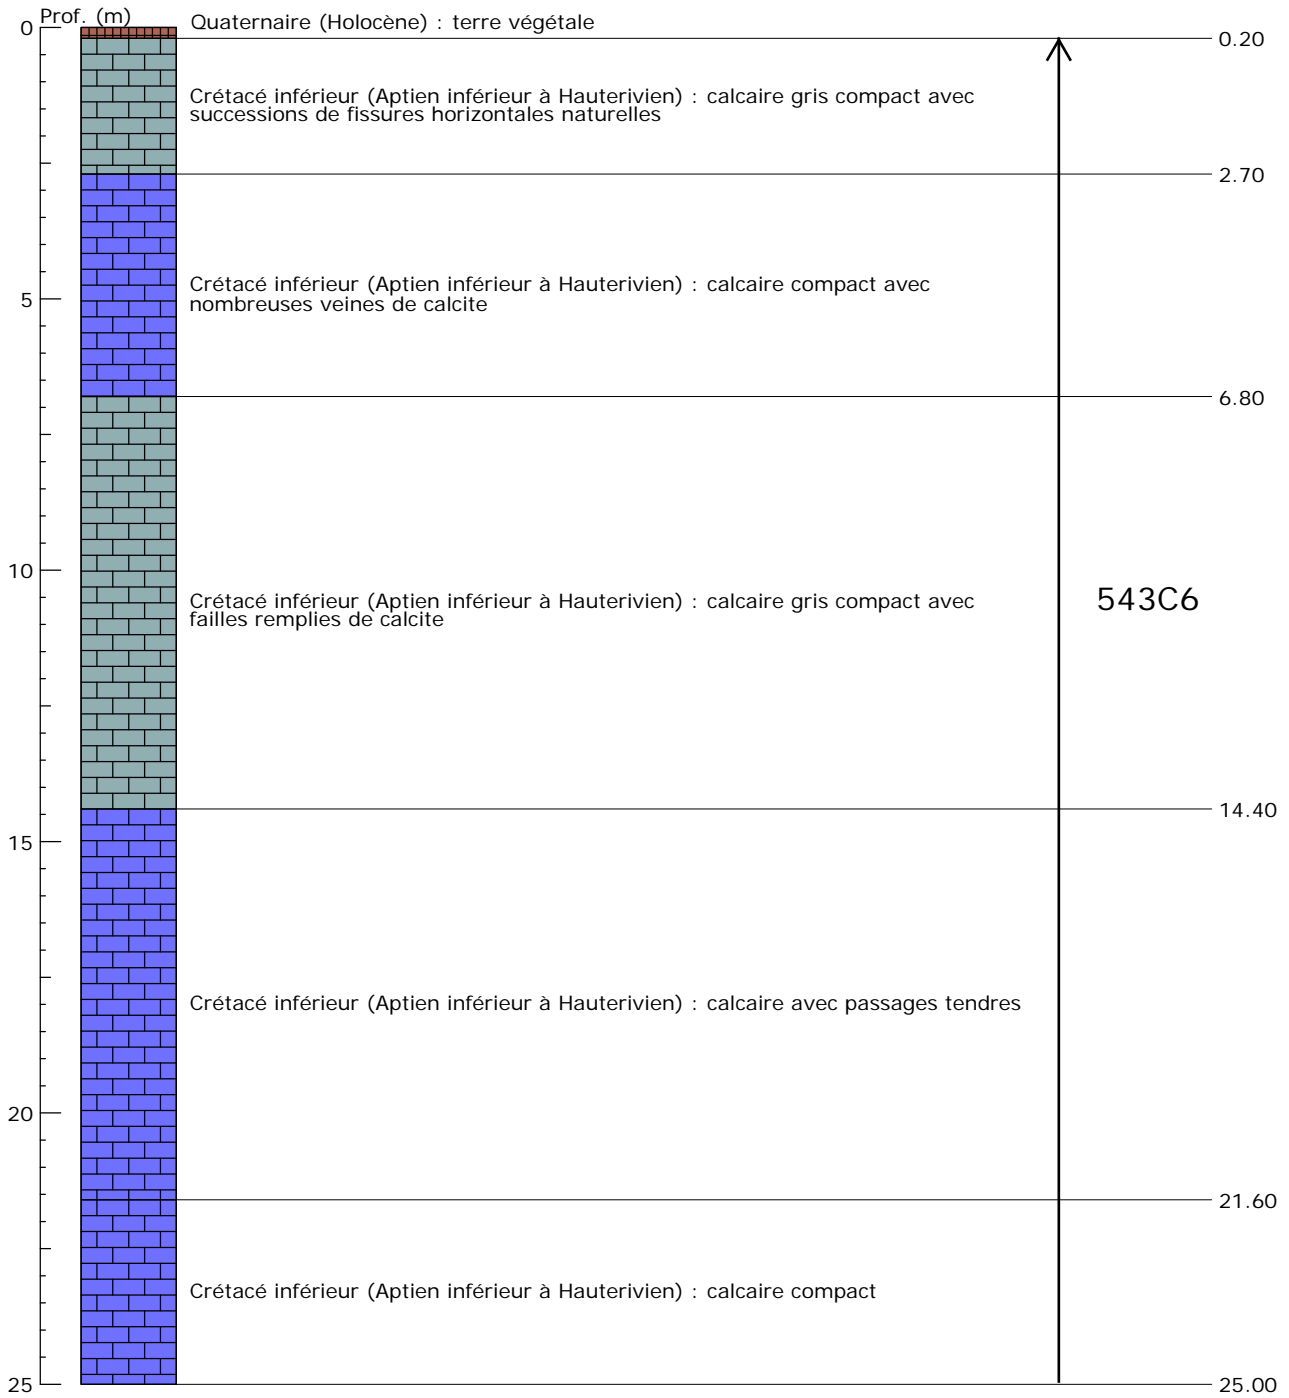 Prof. (m)
0
Quaternaire (Holocène) : terre végétale
0.20
Crétacé inférieur (Aptien inférieur à Hauterivien) : calcaire gris compact avec
successions de fissures horizontales naturelles
2.70
Crétacé inférieur (Aptien inférieur à Hauterivien) : calcaire compact avec
nombreuses veines de calcite
5
6.80
10
Crétacé inférieur (Aptien inférieur à Hauterivien) : calcaire gris compact avec
failles remplies de calcite
543C6
14.40
15
Crétacé inférieur (Aptien inférieur à Hauterivien) : calcaire avec passages tendres
20
21.60
Crétacé inférieur (Aptien inférieur à Hauterivien) : calcaire compact
25
25.00